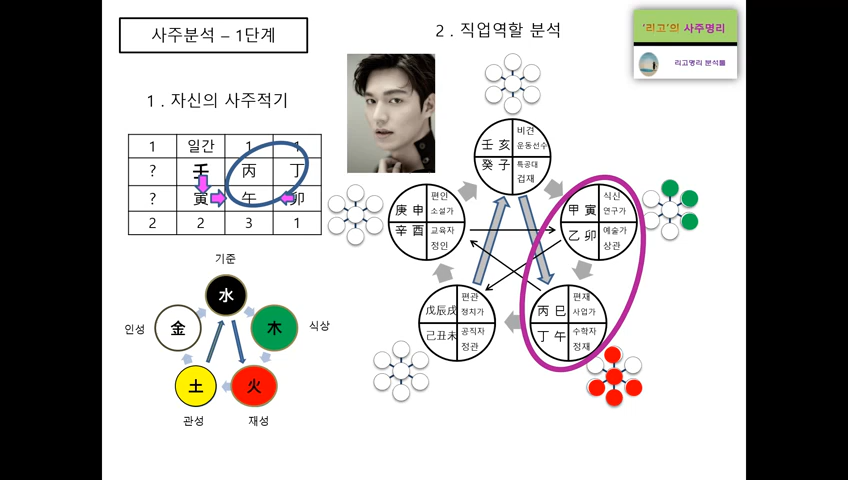 사주분석 – 1단계
2 . 직업역할 분석
'라고'의 사주명리
리고명리 분석틀
1 . 자신의 사주적기
1 일간 1 1
? 壬 丙 丁
? 寅 午 卯
2 2 3 1
기준
水
인성 金 木 식상
土 火
관성 재성
壬 亥 비견 운동선수
癸 子 특공대 겁재
庚 申 편인 소설가
辛 酉 교육자 정인
甲 寅 식신 연구가
乙 卯 예술가 상관
戊辰戌 편관 정치가
己丑未 공직자 정관
丙 巳 편재 사업가
丁 午 수학자 정재